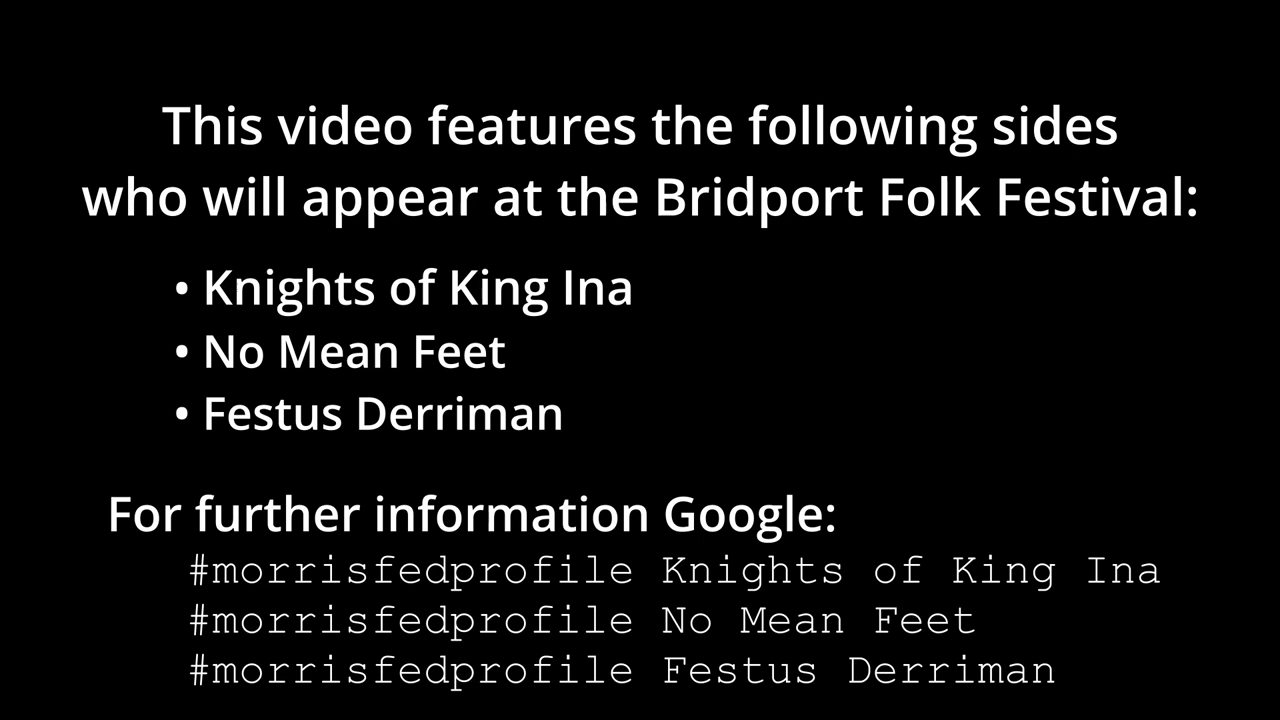 This video features the following sides
who will appear at the Bridport Folk Festival:
• Knights of King Ina
• No Mean Feet
• Festus Derriman
For further information Google:
#morrisfedprofile Knights of King Ina
#morrisfedprofile No Mean Feet
#morrisfedprofile Festus Derriman